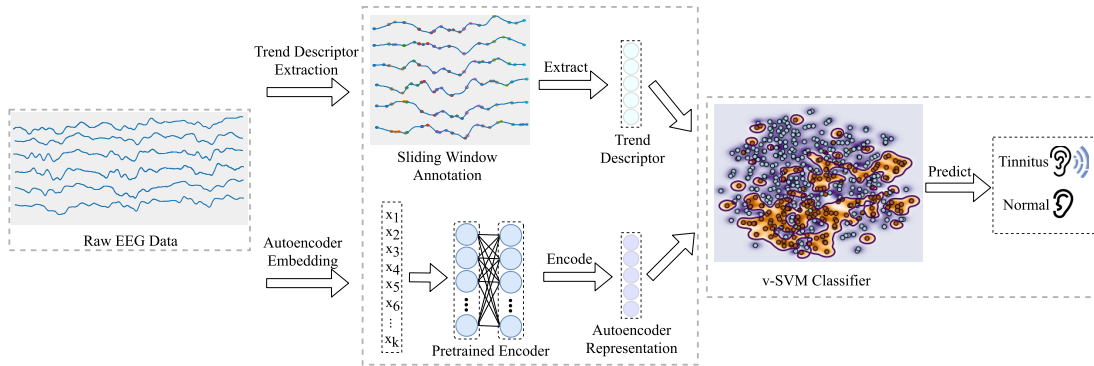 Raw EEG Data
Trend Descriptor
Extraction
Autoencoder
Embedding
Sliding Window
Annotation
Extract
Trend
Descriptor
x1
x2
x3
x4
x5
x6
⋮
xk
Pretrained Encoder
Encode
Autoencoder
Representation
v-SVM Classifier
Predict
Tinnitus
Normal